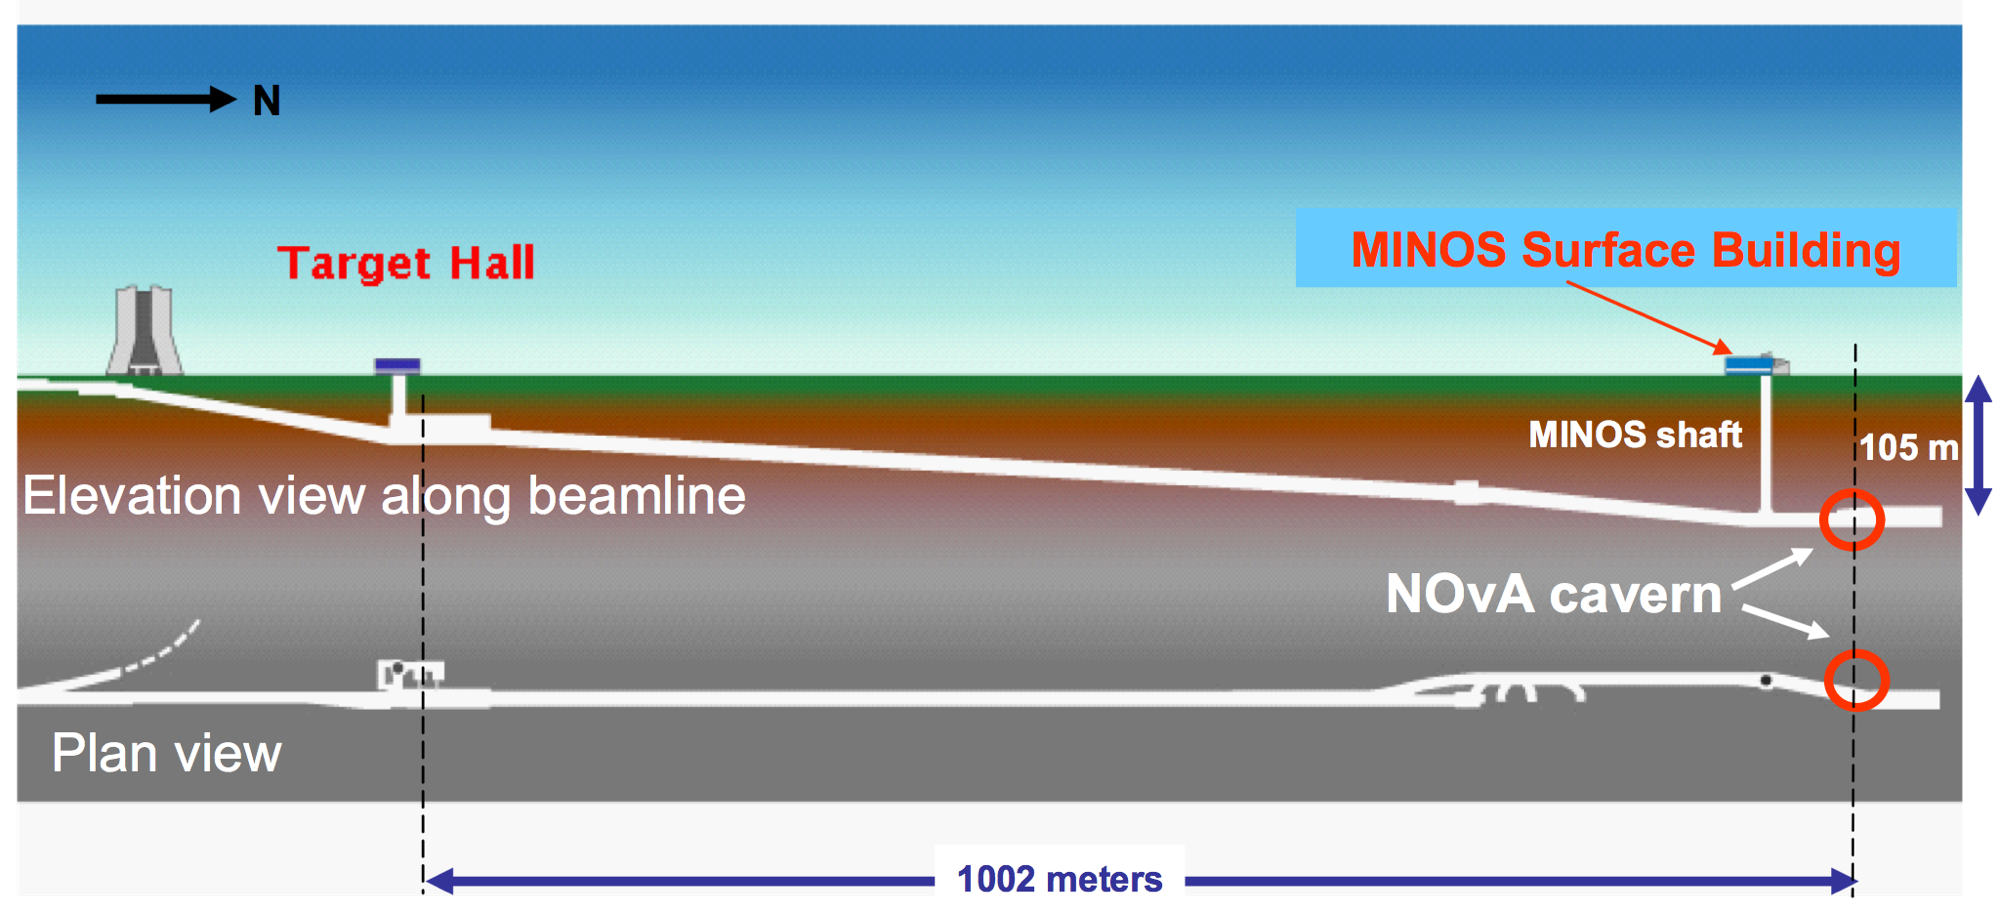 N
Target Hall
MINOS Surface Building
MINOS shaft
105 m
Elevation view along beamline
NOvA cavern
Plan view
1002 meters